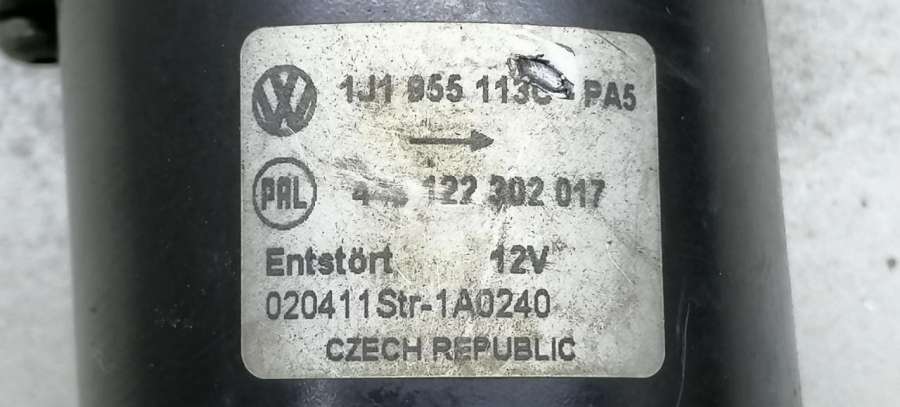 1J1 955 113C PA5
PAL 122 302 017
Entstört 12V
020411Str-1A0240
CZECH REPUBLIC